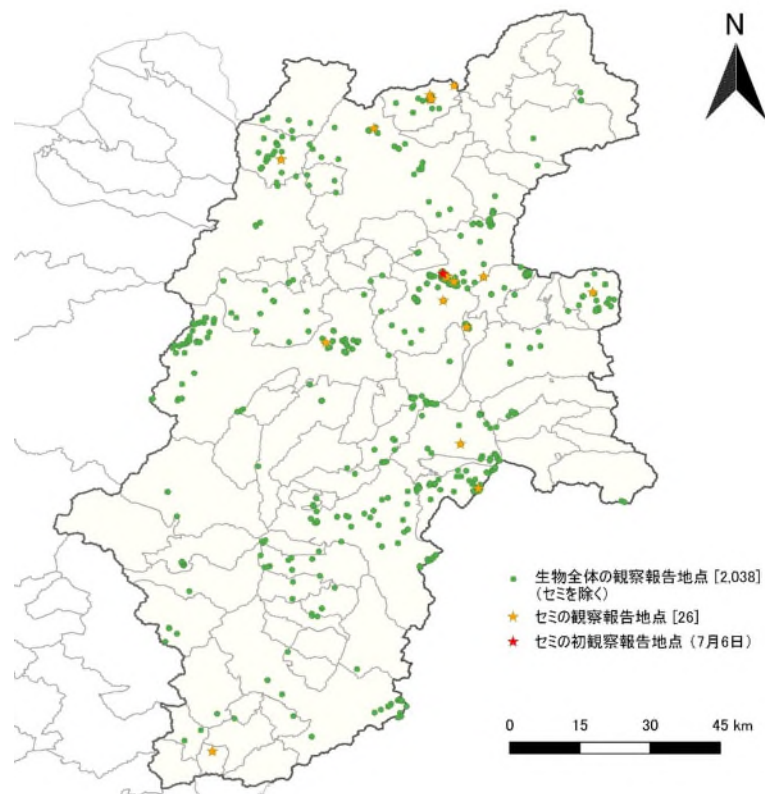 N
生物全体の観察報告地点 [2,038]
(セミを除く)
セミの観察報告地点 [26]
セミの初観察報告地点 (7月6日)
0 15 30 45 km